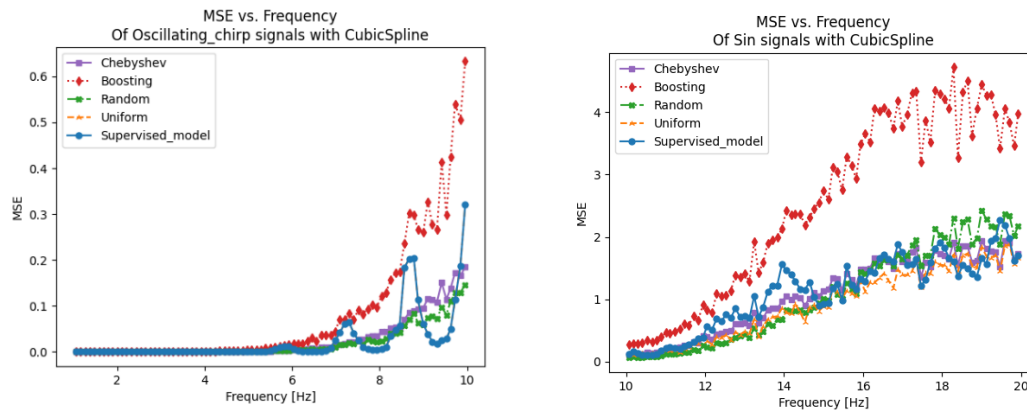 MSE vs. Frequency
Of Oscillating_chirp signals with CubicSpline
Chebyshev
Boosting
Random
Uniform
Supervised_model
0.6
0.5
0.4
0.3
0.2
0.1
0.0
MSE
2 4 6 8 10
Frequency [Hz]
MSE vs. Frequency
Of Sin signals with CubicSpline
Chebyshev
Boosting
Random
Uniform
Supervised_model
4
3
2
1
0
MSE
10 12 14 16 18 20
Frequency [Hz]